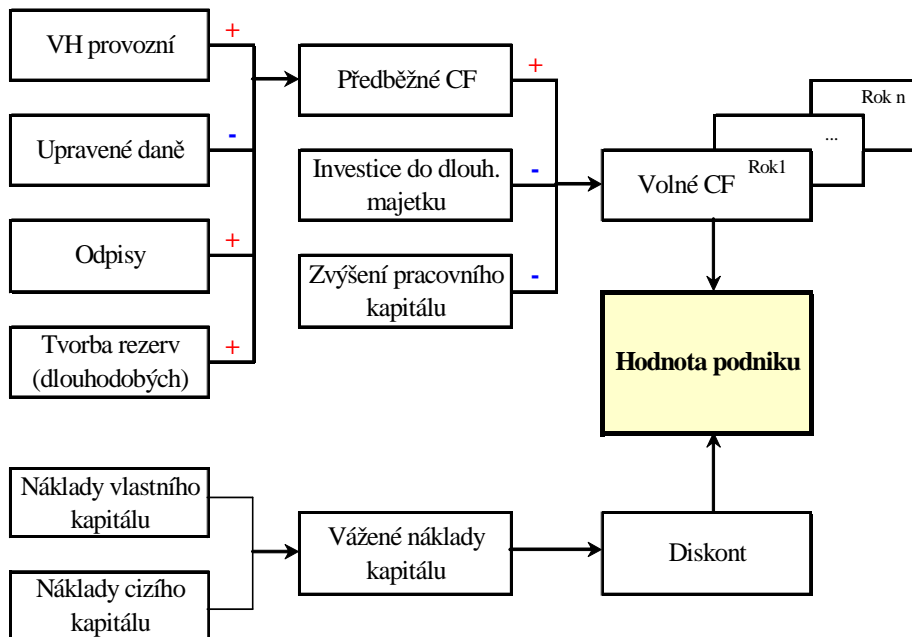 VH provozní
+
Upravené daně
-
Odpisy
+
Tvorba rezerv
(dlouhodobých)
+
Předběžné CF
+
Investice do dlouh.
majetku
-
Zvýšení pracovního
kapitálu
-
Rok n
...
Rok1
Volné CF
Hodnota podniku
Náklady vlastního
kapitálu
Náklady cizího
kapitálu
Vážené náklady
kapitálu
Diskont